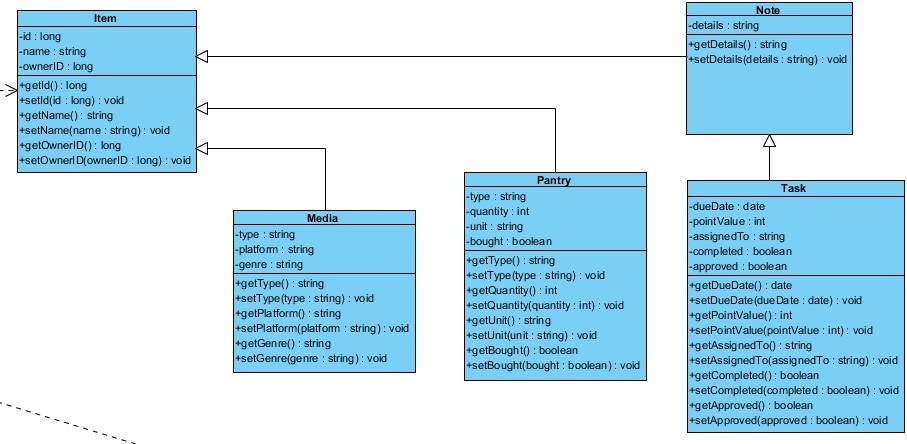 Item
-id : long
-name : string
-ownerID : long
+getId() : long
+setId(id : long) : void
+getName() : string
+setName(name : string) : void
+getOwnerID() : long
+setOwnerID(ownerID : long) : void
Note
-details : string
+getDetails() : string
+setDetails(details : string) : void
Media
-type : string
-platform : string
-genre : string
+getType() : string
+setType(type : string) : void
+getPlatform() : string
+setPlatform(platform : string) : void
+getGenre() : string
+setGenre(genre : string) : void
Pantry
-type : string
-quantity : int
-unit : string
-bought : boolean
+getType() : string
+setType(type : string) : void
+getQuantity() : int
+setQuantity(quantity : int) : void
+getUnit() : string
+setUnit(unit : string) : void
+getBought() : boolean
+setBought(bought : boolean) : void
Task
-dueDate : date
-pointValue : int
-assignedTo : string
-completed : boolean
-approved : boolean
+getDueDate() : date
+setDueDate(dueDate : date) : void
+getPointValue() : int
+setPointValue(pointValue : int) : void
+getAssignedTo() : string
+setAssignedTo(assignedTo : string) : void
+getCompleted() : boolean
+setCompleted(completed : boolean) : void
+getApproved() : boolean
+setApproved(approved : boolean) : void